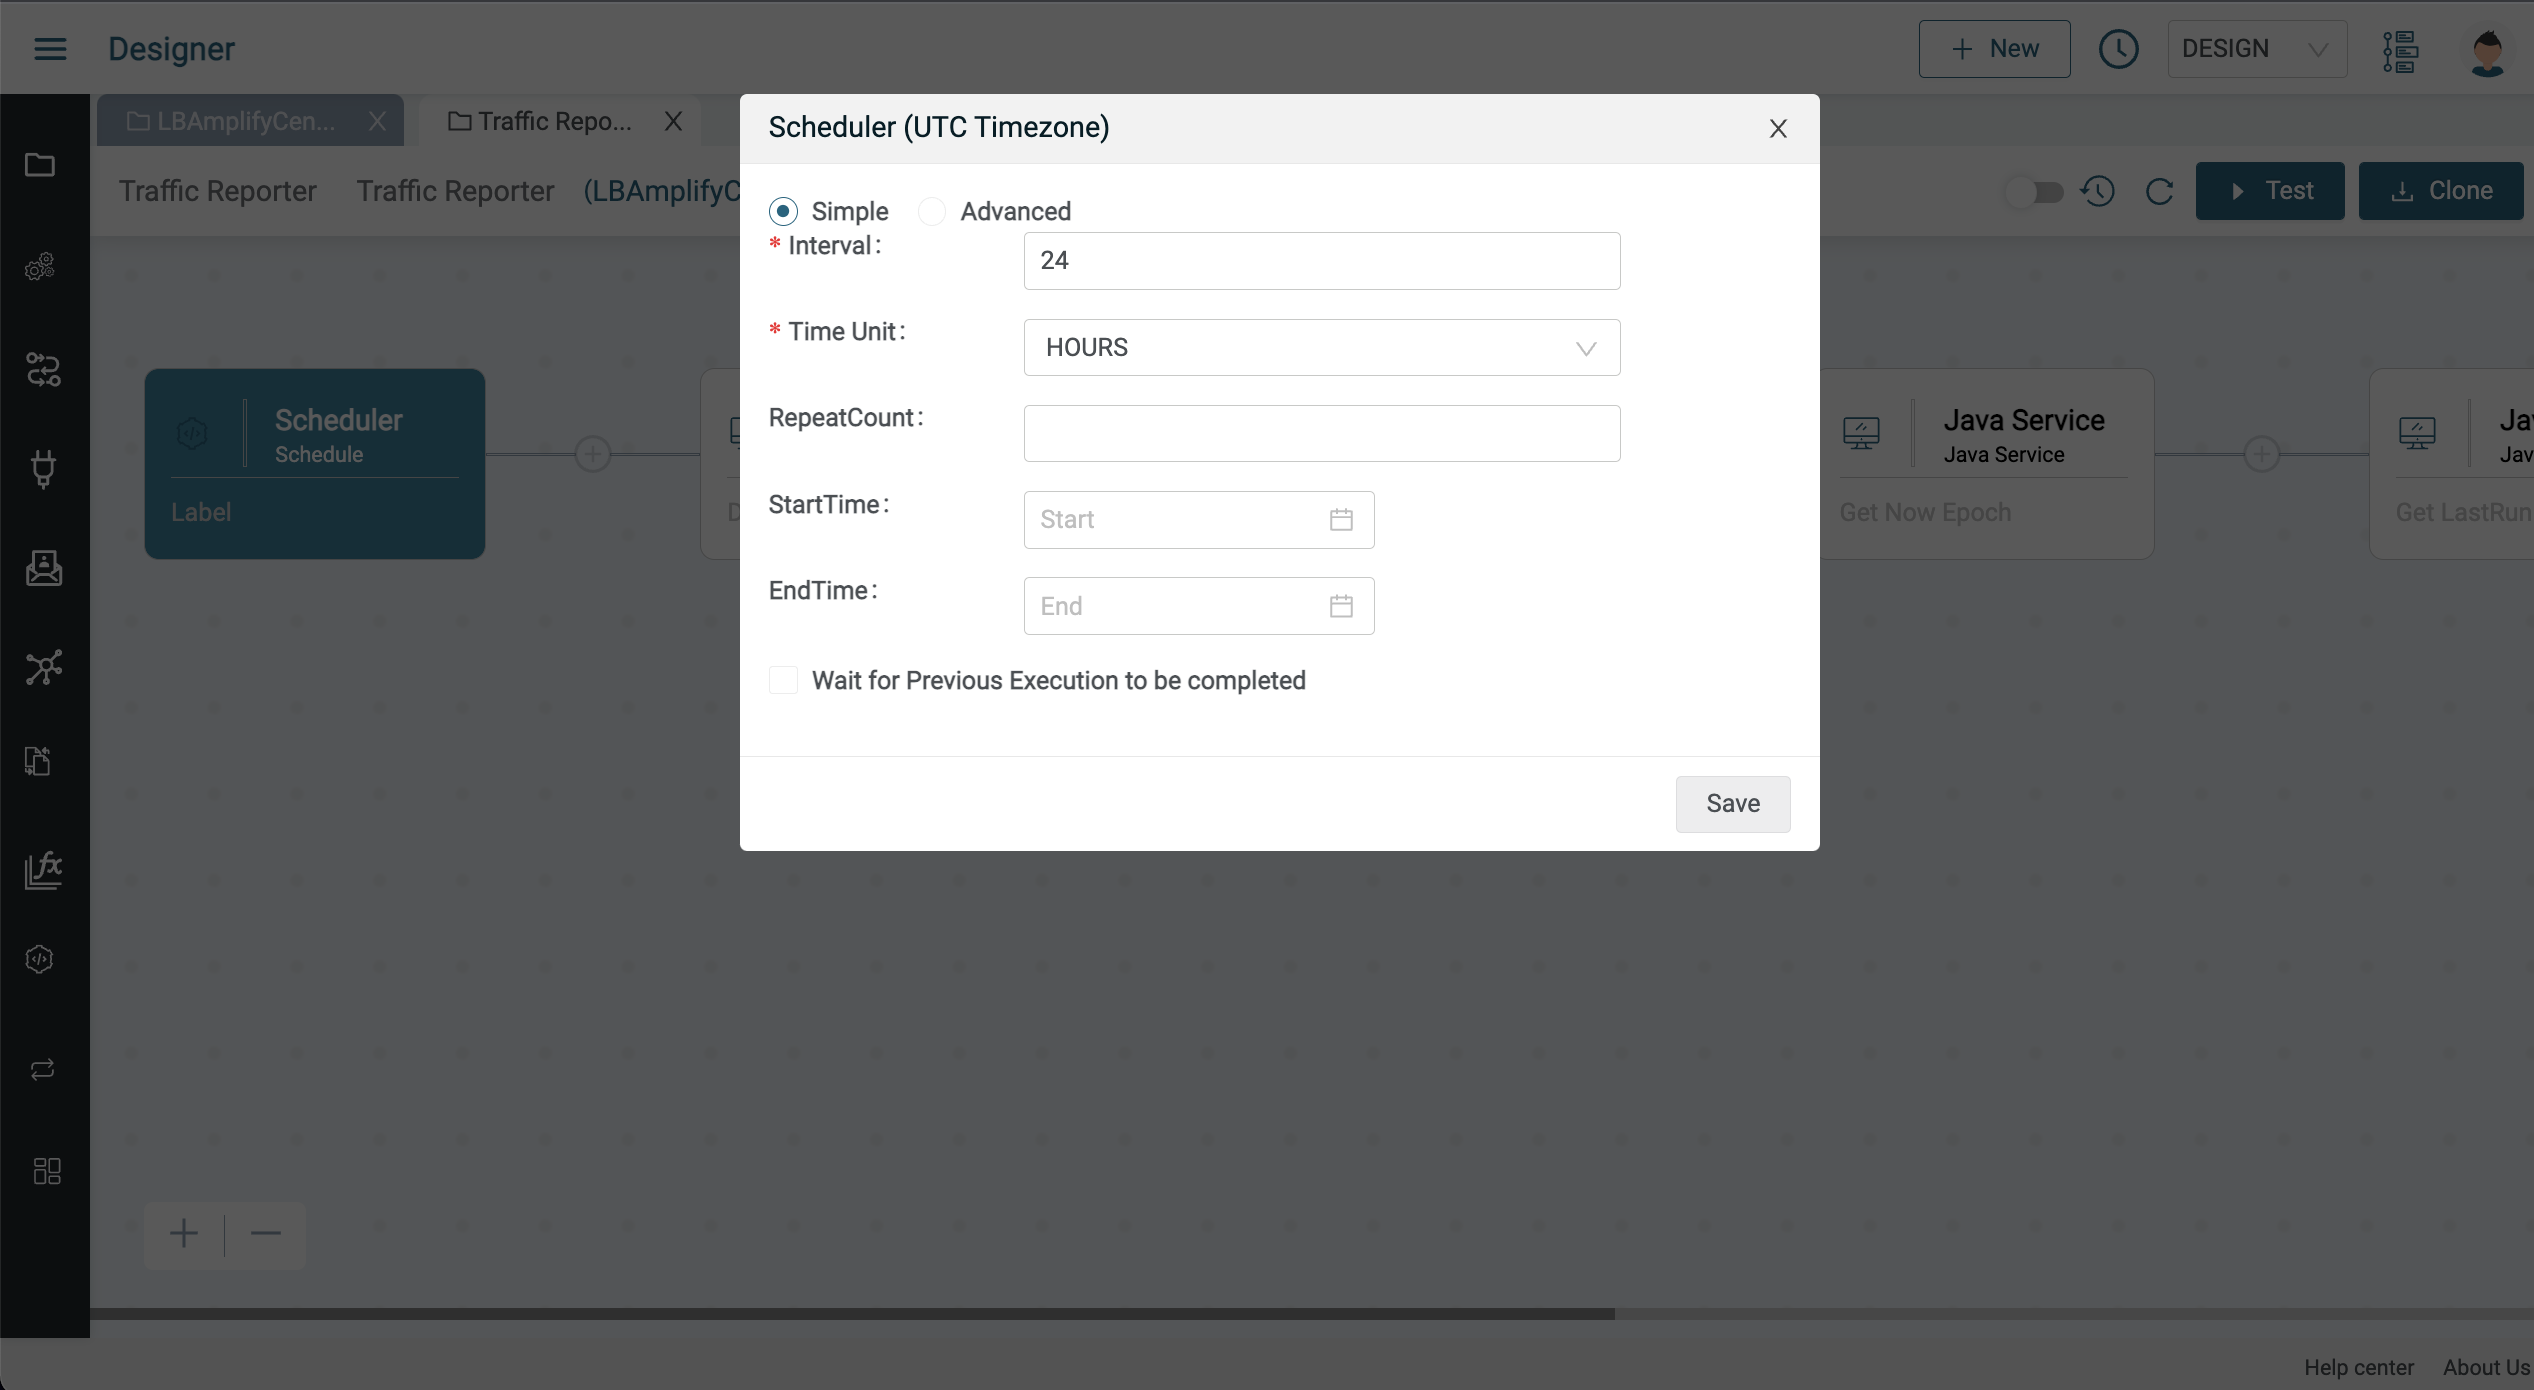 Designer
New
DESIGN
LBAmplifyCen...
Traffic Repo...
Traffic Reporter
Traffic Reporter
(LBAmplifyC
Test
Clone
Scheduler (UTC Timezone)
Simple
Advanced
* Interval:
24
* Time Unit:
HOURS
RepeatCount:
StartTime:
Start
EndTime:
End
Wait for Previous Execution to be completed
Save
Scheduler
Schedule
Label
Java Service
Java Service
Get Now Epoch
Get LastRun
Help center
About Us